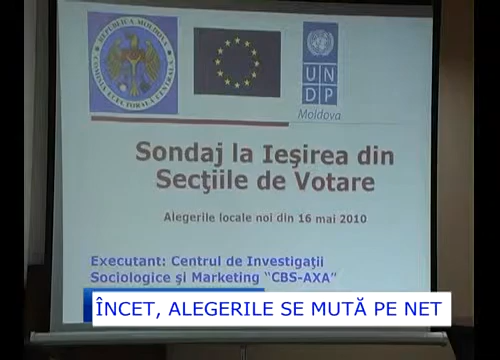 REPUBLICA MOLDOVA
COMISIA ELECTORALĂ CENTRALĂ
U N
D P
Moldova
Sondaj la Ieşirea din
Secţiile de Votare
Alegerile locale noi din 16 mai 2010
Executant: Centrul de Investigaţii
Sociologice şi Marketing “CBS-AXA”
ÎNCET, ALEGERILE SE MUTĂ PE NET